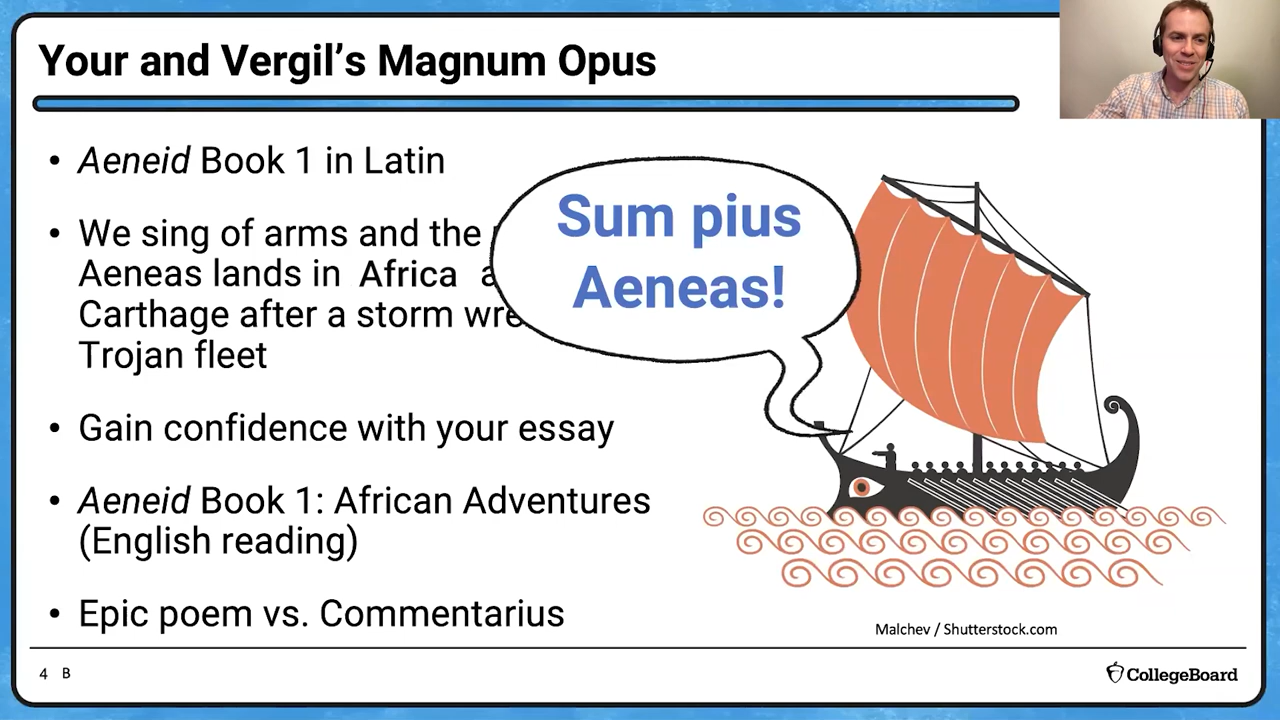 Your and Vergil's Magnum Opus
• Aeneid Book 1 in Latin
• We sing of arms and the
Aeneas lands in Africa
Carthage after a storm
Trojan fleet
Sum pius
Aeneas!
• Gain confidence with your essay
• Aeneid Book 1: African Adventures
(English reading)
• Epic poem vs. Commentarius
Malchev / Shutterstock.com
4 B
CollegeBoard